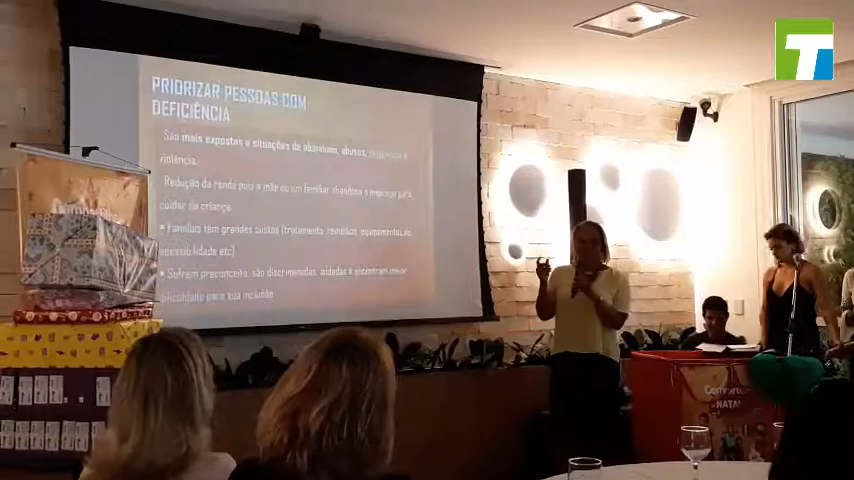 PRIORIZAR PESSOAS COM
DEFICIÊNCIA
São mais expostas a situações de abandono, abusos, e
violência.
• Redução da renda pois a mãe ou um familiar abandona o emprego para
cuidar da criança.
• Famílias têm grandes custos (tratamento, remédios, equipamentos de
acessibilidade etc)
• Sofrem preconceito, são discriminadas, isoladas e encontram maior
dificuldade para sua inclusão.
T
NATAL